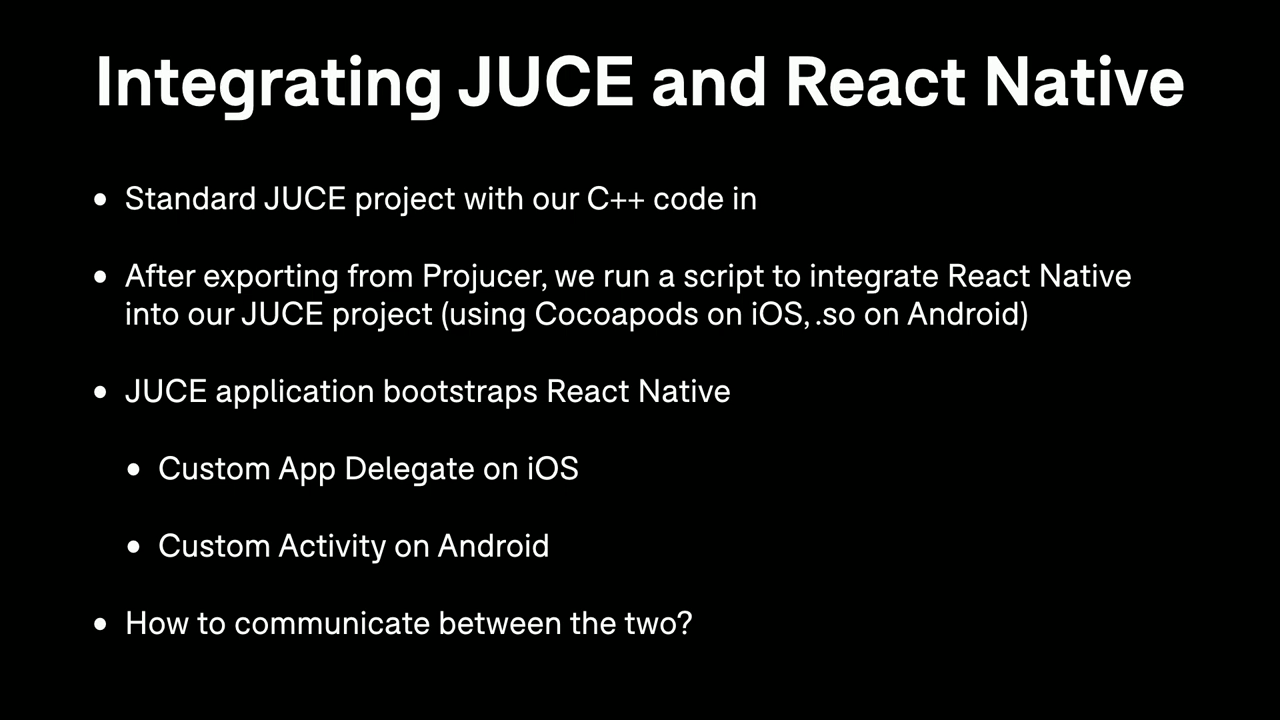 Integrating JUCE and React Native
• Standard JUCE project with our C++ code in
• After exporting from Projucer, we run a script to integrate React Native
into our JUCE project (using Cocoapods on iOS, .so on Android)
• JUCE application bootstraps React Native
• Custom App Delegate on iOS
• Custom Activity on Android
• How to communicate between the two?